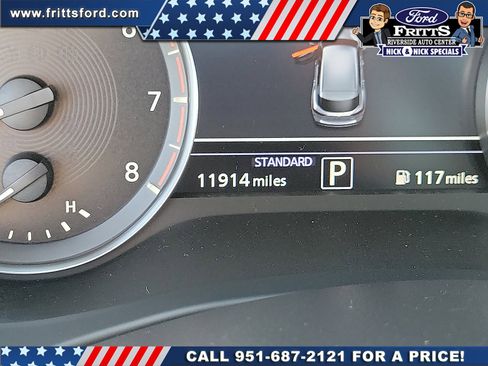 www.frittsford.com
Ford
FRITTS
RIVERSIDE AUTO CENTER
NICK & NICK SPECIALS
7
8
H
STANDARD
11914 miles
P
117 miles
CALL 951-687-2121 FOR A PRICE!